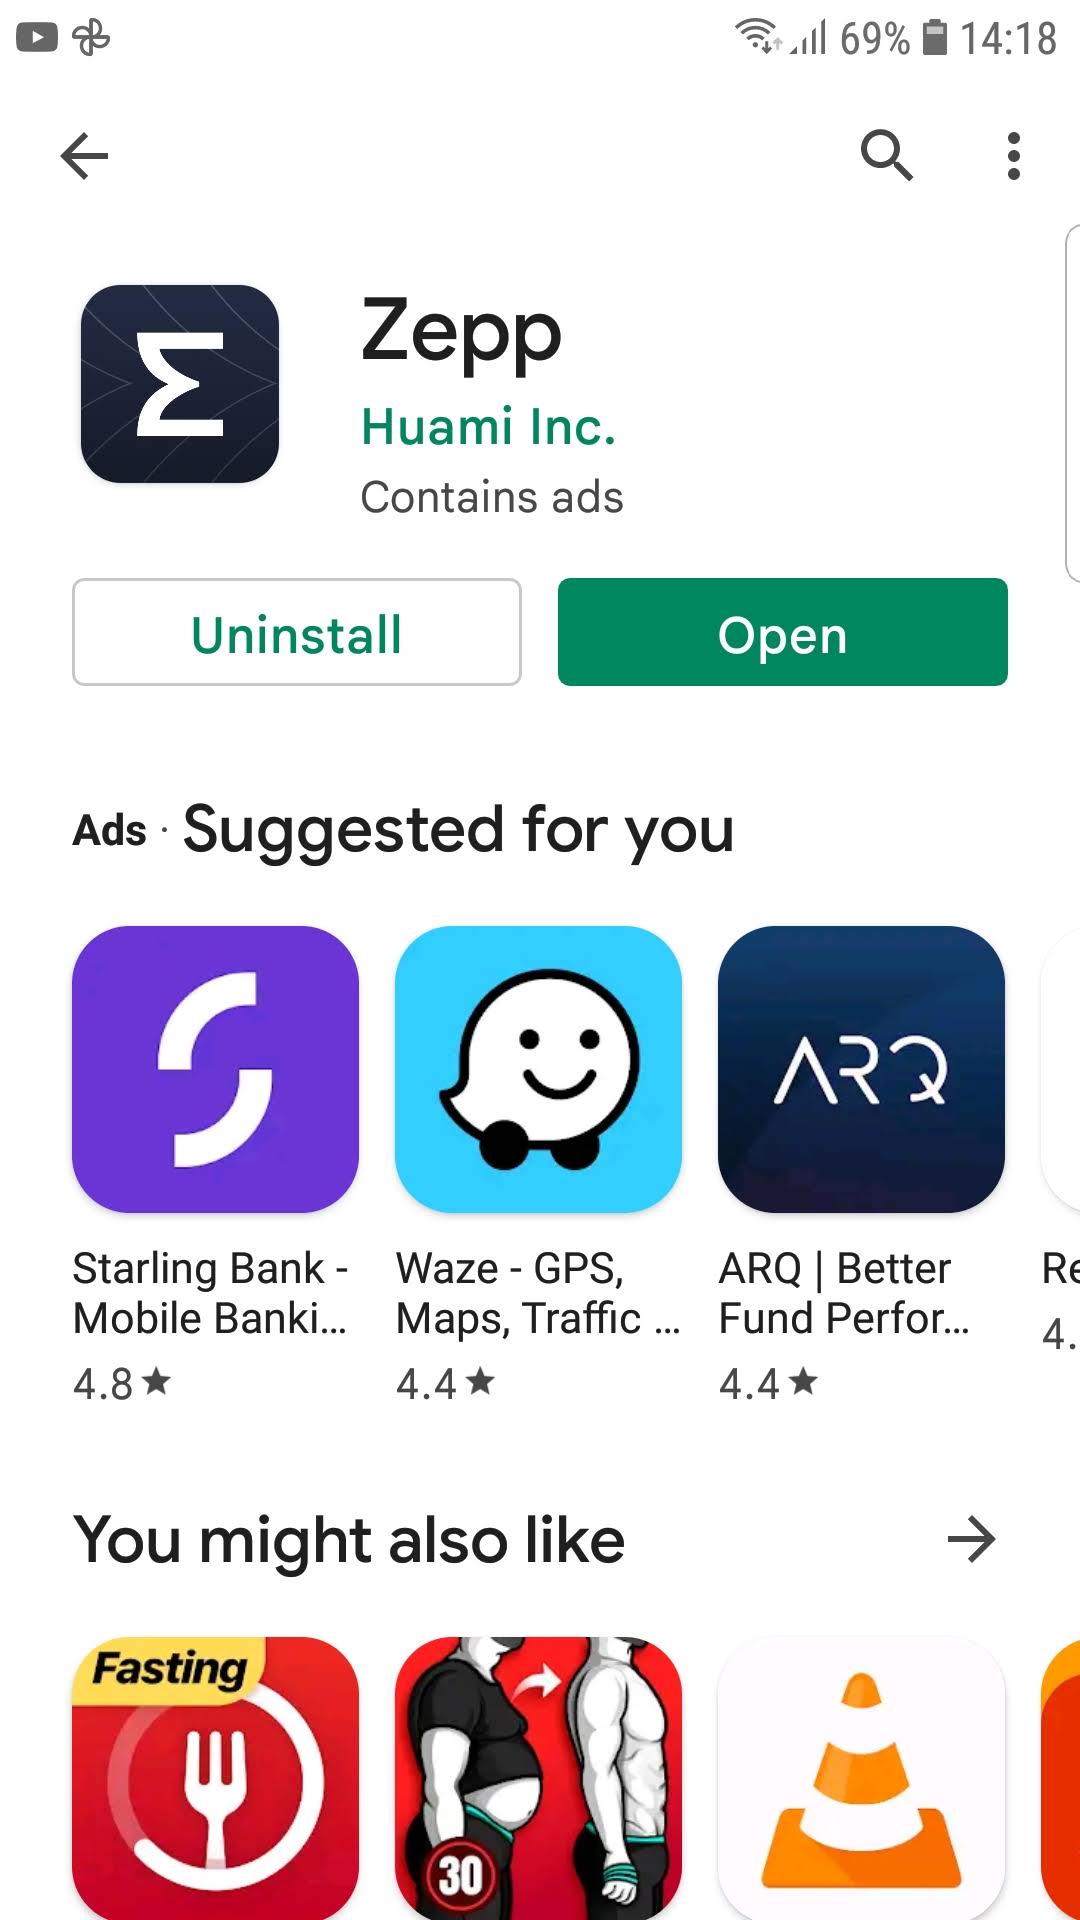 69% 14:18
Zepp
Huami Inc.
Contains ads
Uninstall
Open
Ads · Suggested for you
ARQ
Starling Bank -
Mobile Banki...
4.8 ★
Waze - GPS,
Maps, Traffic ...
4.4 ★
ARQ | Better
Fund Perfor...
4.4 ★
Re
4.
You might also like
Fasting
30